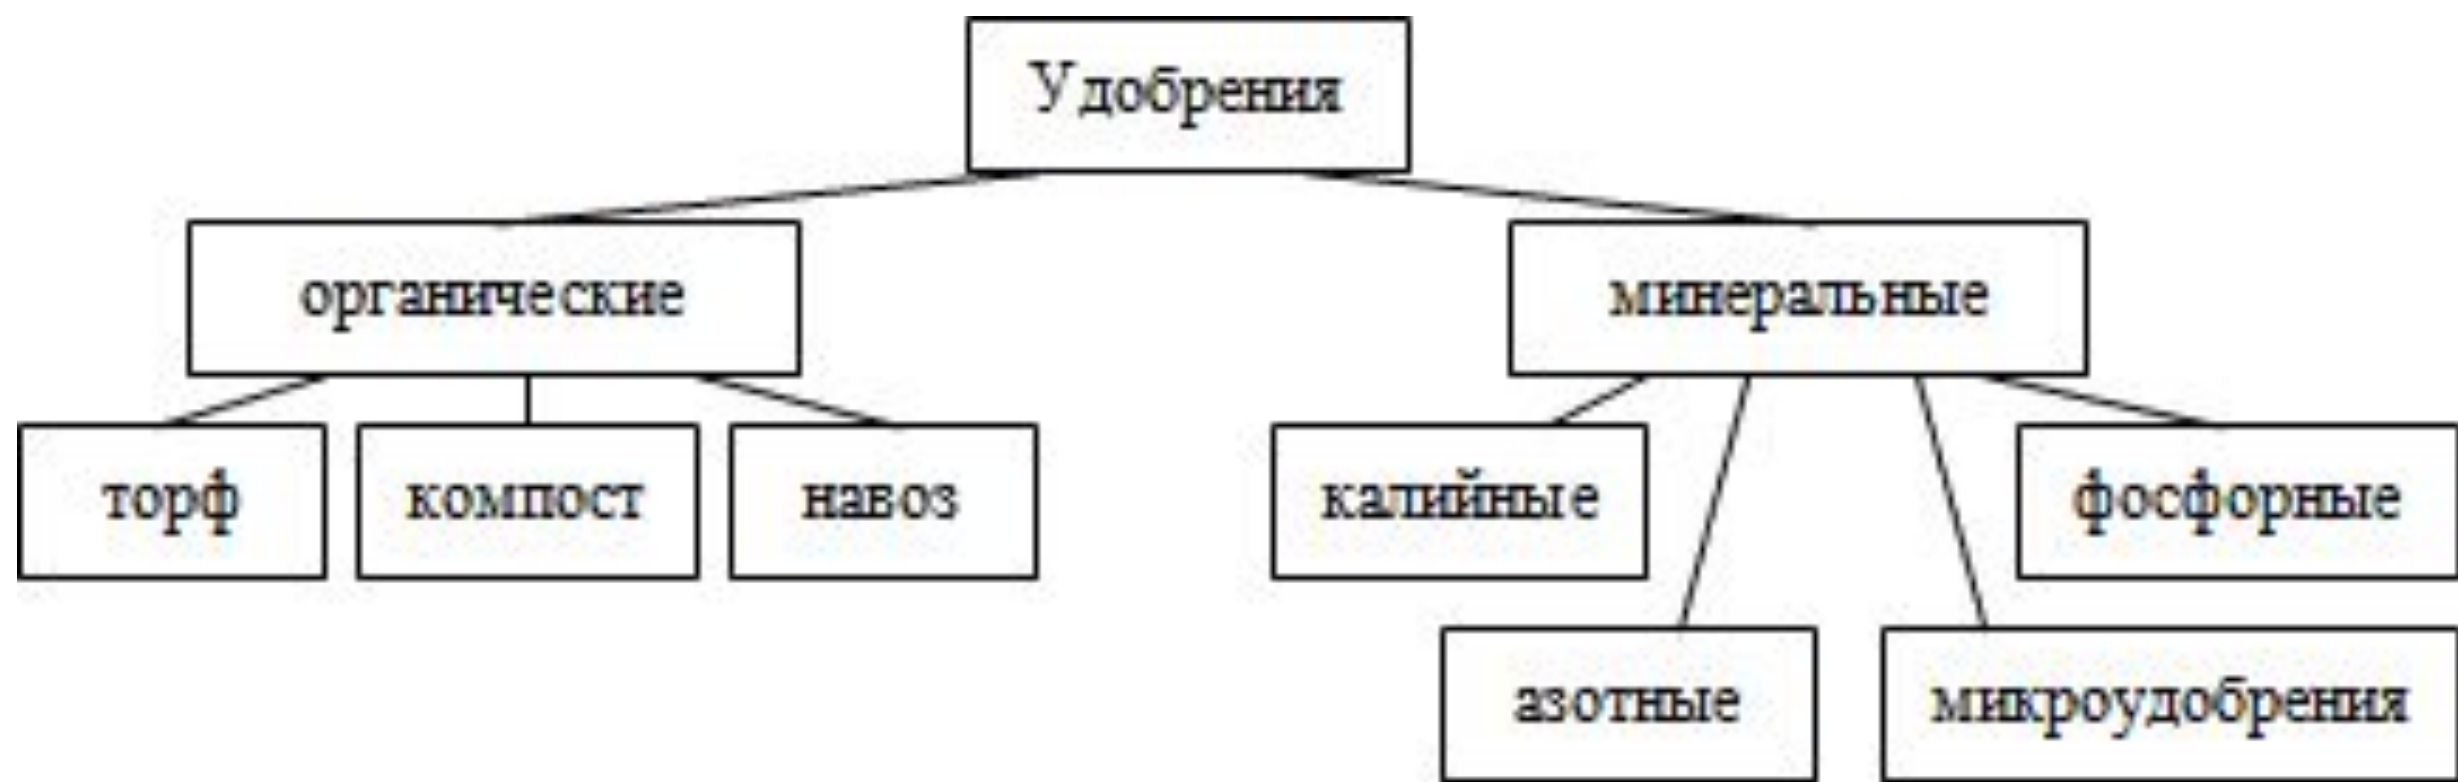 Удобрения
органические
минеральные
торф
компост
навоз
калийные
фосфорные
азотные
микроудобрения